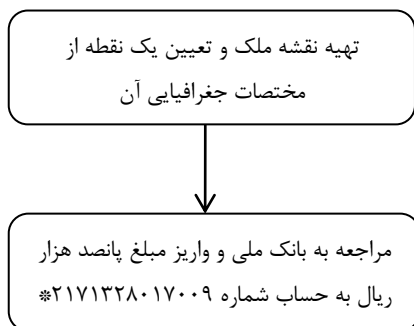 تهیه نقشه ملک و تعیین یک نقطه از
مختصات جغرافیایی آن
مراجعه به بانک ملی و واریز مبلغ پانصد هزار
ریال به حساب شماره ۲۱۷۱۳۲۸۰۱۷۰۰۹*